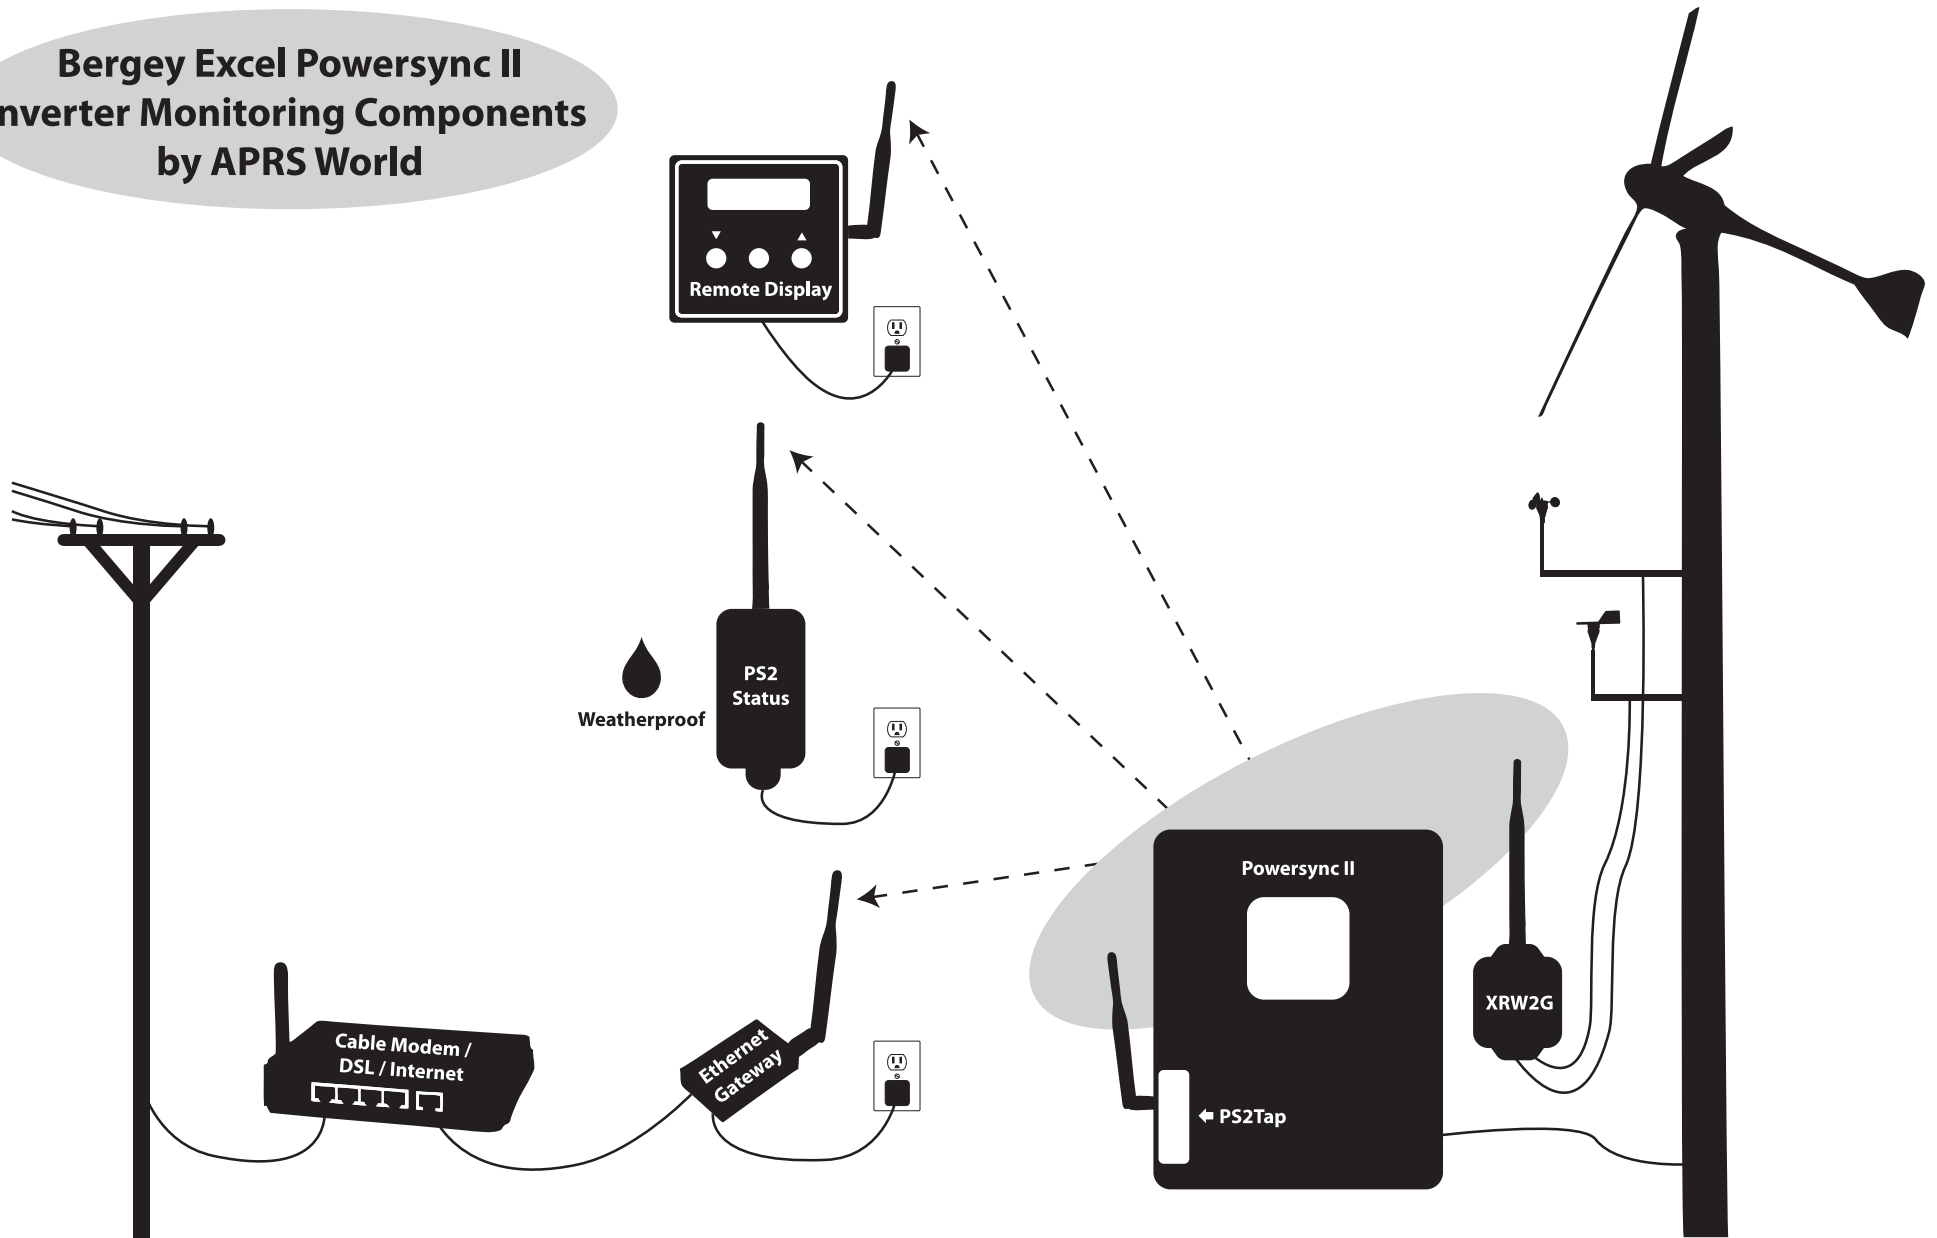 Bergey Excel Powersync II
nverter Monitoring Components
by APRS World
Remote Display
PS2
Status
Weatherproof
Powersync II
XRW2G
Cable Modem /
DSL / Internet
Ethernet
Gateway
PS2Tap